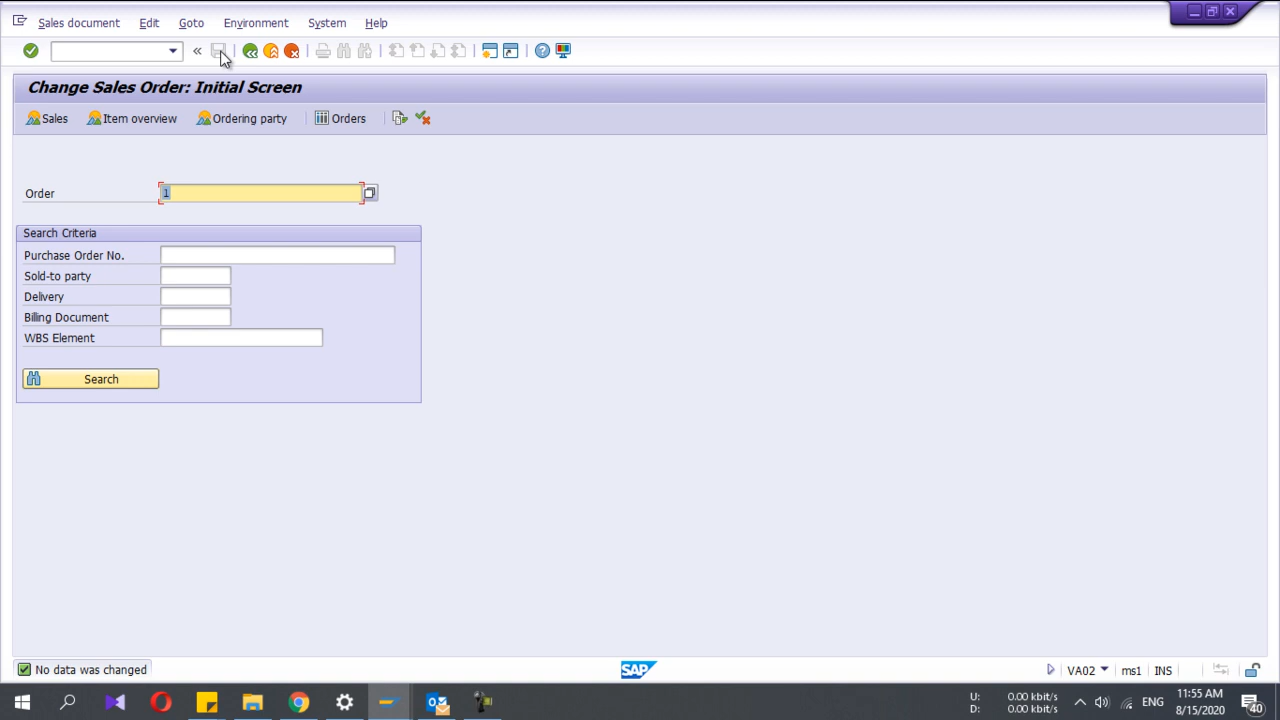 Sales document Edit Goto Environment System Help
«
Change Sales Order: Initial Screen
Sales Item overview Ordering party Orders
Order 1
Search Criteria
Purchase Order No.
Sold-to party
Delivery
Billing Document
WBS Element
Search
No data was changed SAP VA02 ms1 INS
U: 0.00 kbit/s
D: 0.00 kbit/s
ENG
11:55 AM
8/15/2020
40